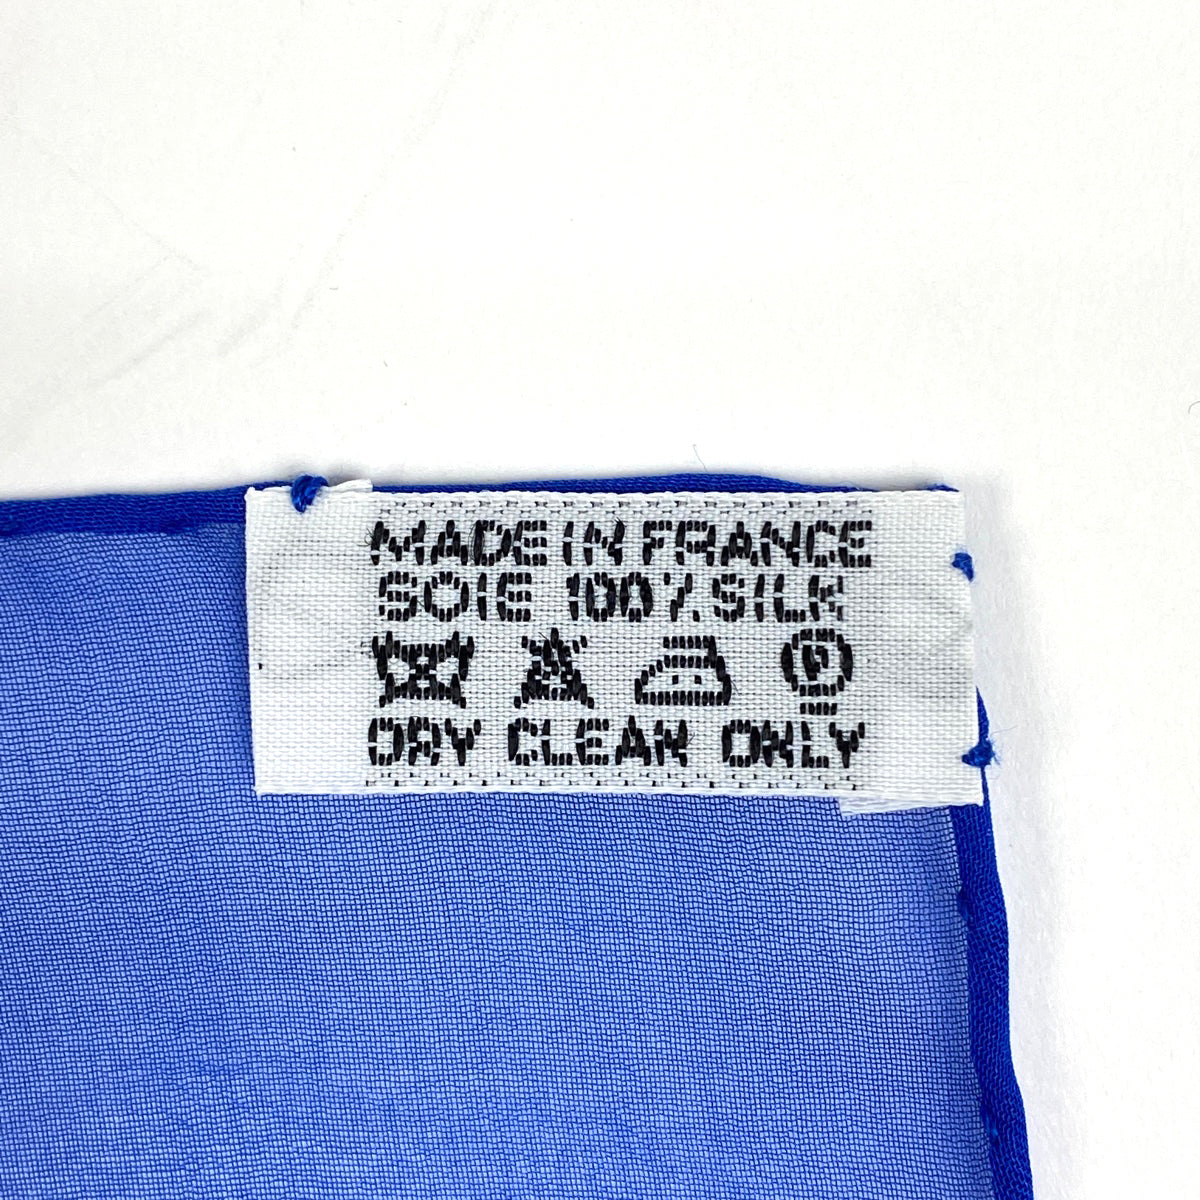 MADE IN FRANCE
SOIE 100% SILK
P
DRY CLEAN ONLY